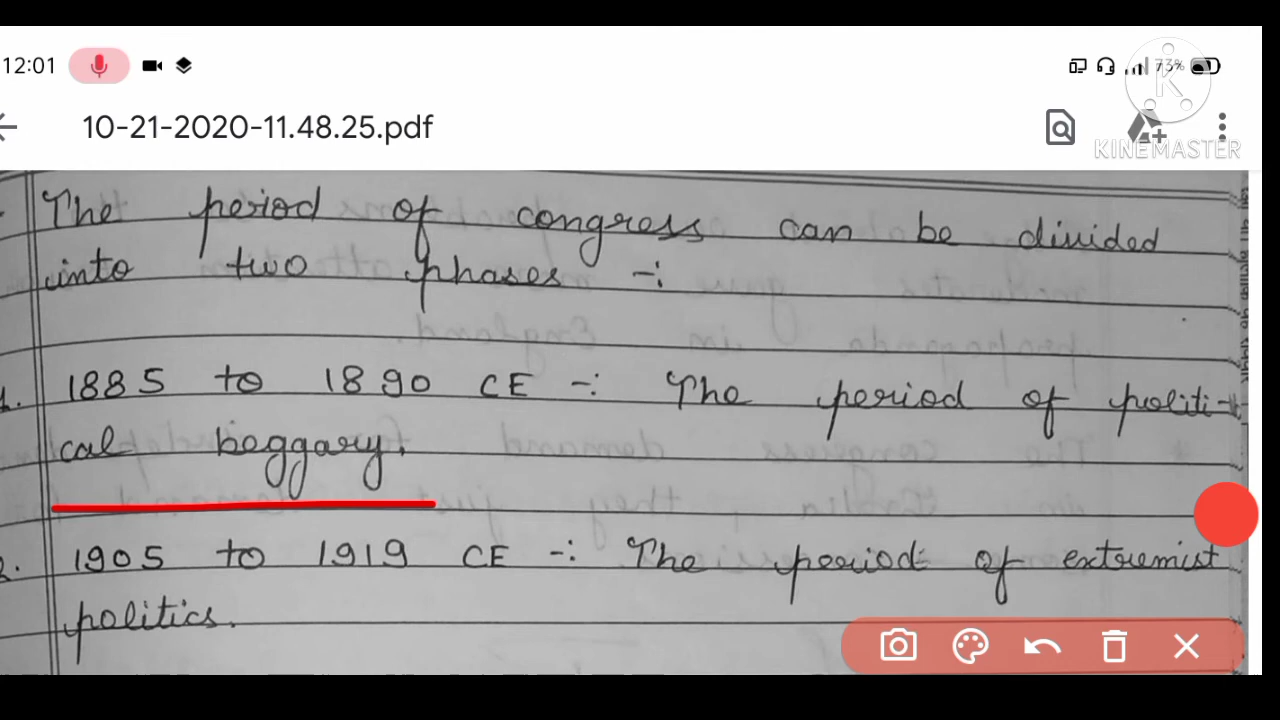 12:01
73%
10-21-2020-11.48.25.pdf
KINEMASTER
The period of congress can be divided
into two phases -:
1. 1885 to 1890 CE -: The period of politi-
cal beggary.
2. 1905 to 1919 CE -: The period of extremist
politics.